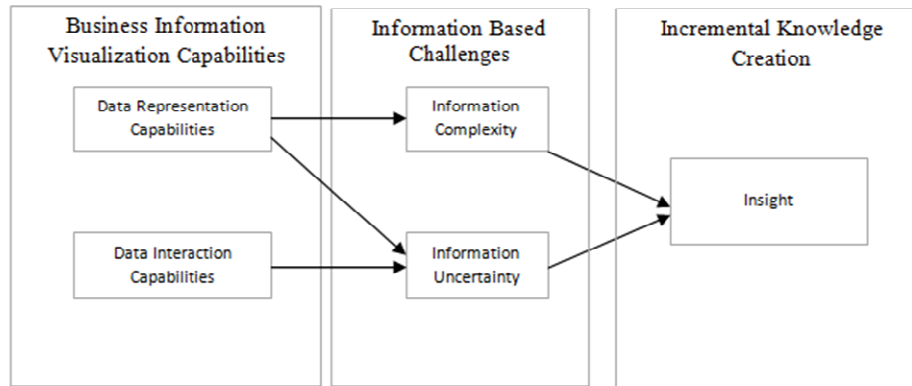 Business Information
Visualization Capabilities
Data Representation
Capabilities
Data Interaction
Capabilities
Information Based
Challenges
Information
Complexity
Information
Uncertainty
Incremental Knowledge
Creation
Insight